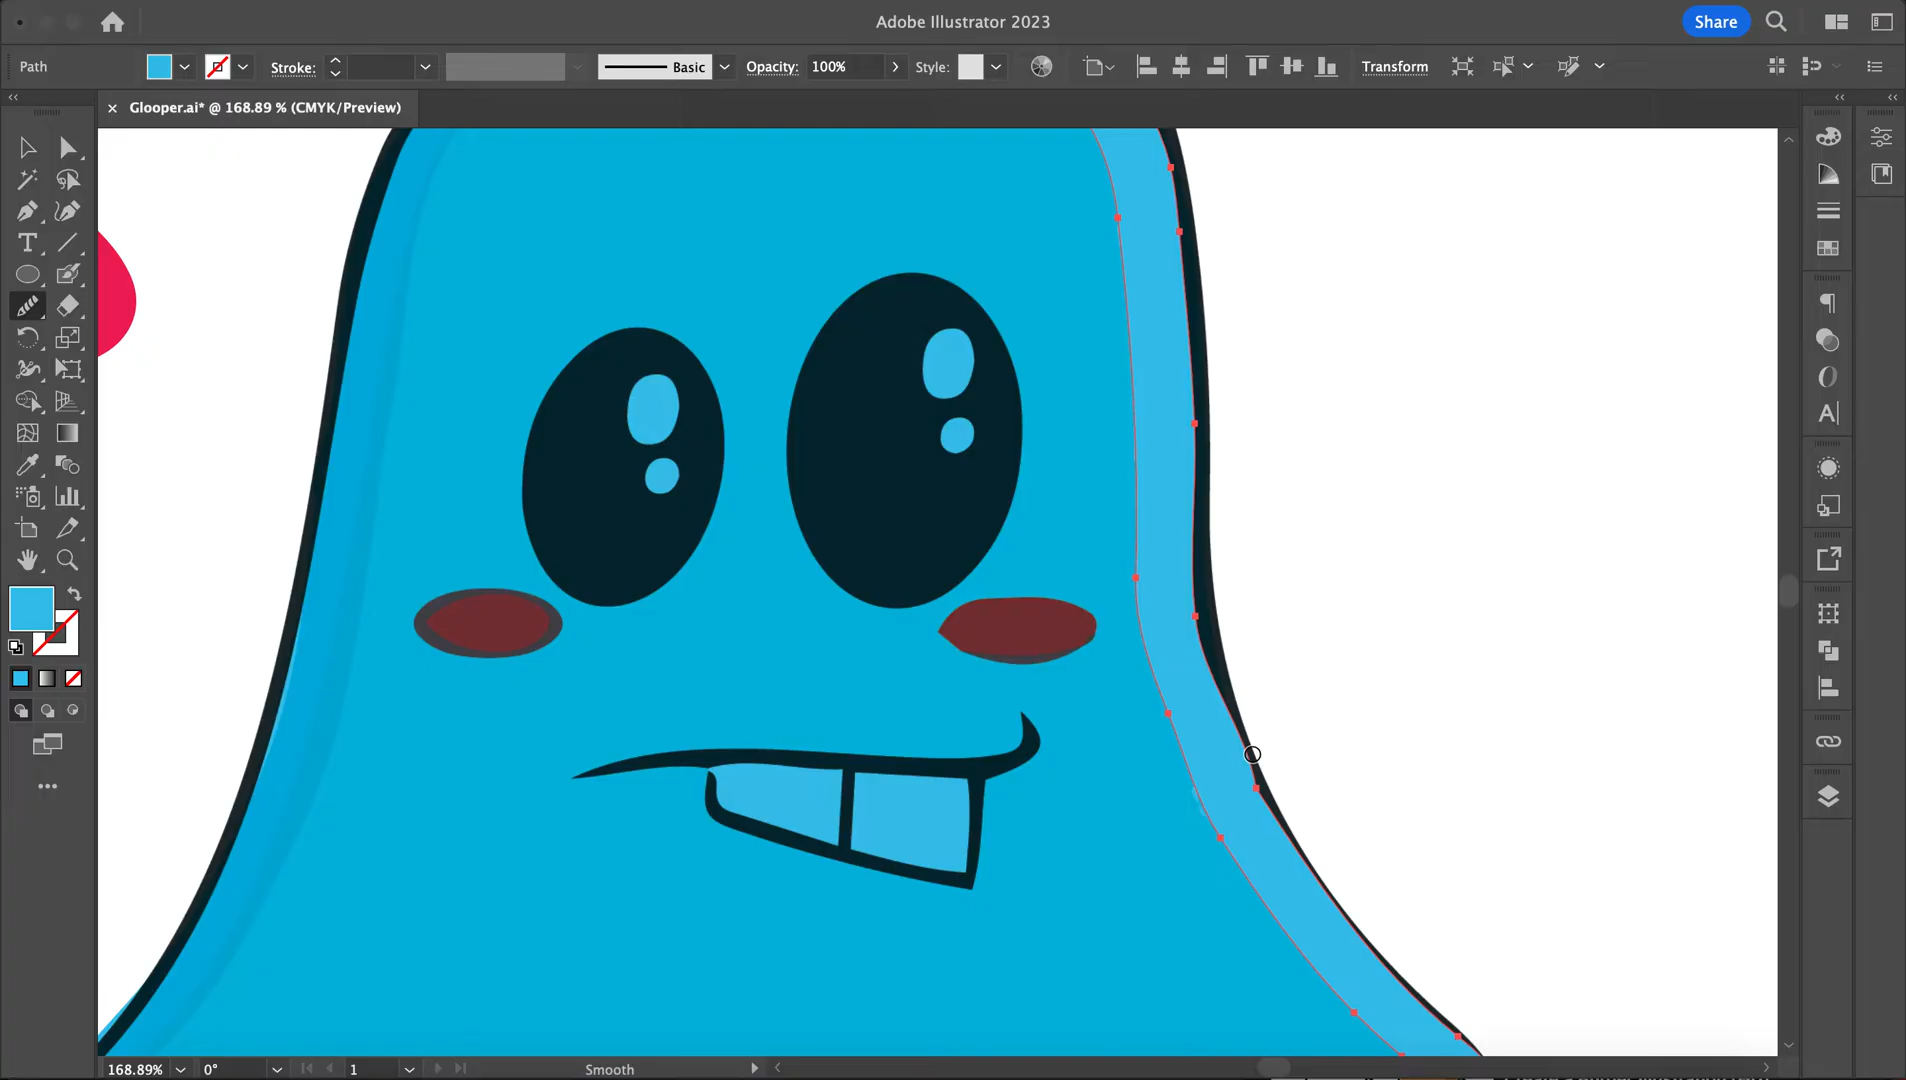 Adobe Illustrator 2023
Share
Path
Stroke:
Basic
Opacity:
100%
Style:
Transform
Glooper.ai* @ 168.89 % (CMYK/Preview)
168.89%
0°
1
Smooth